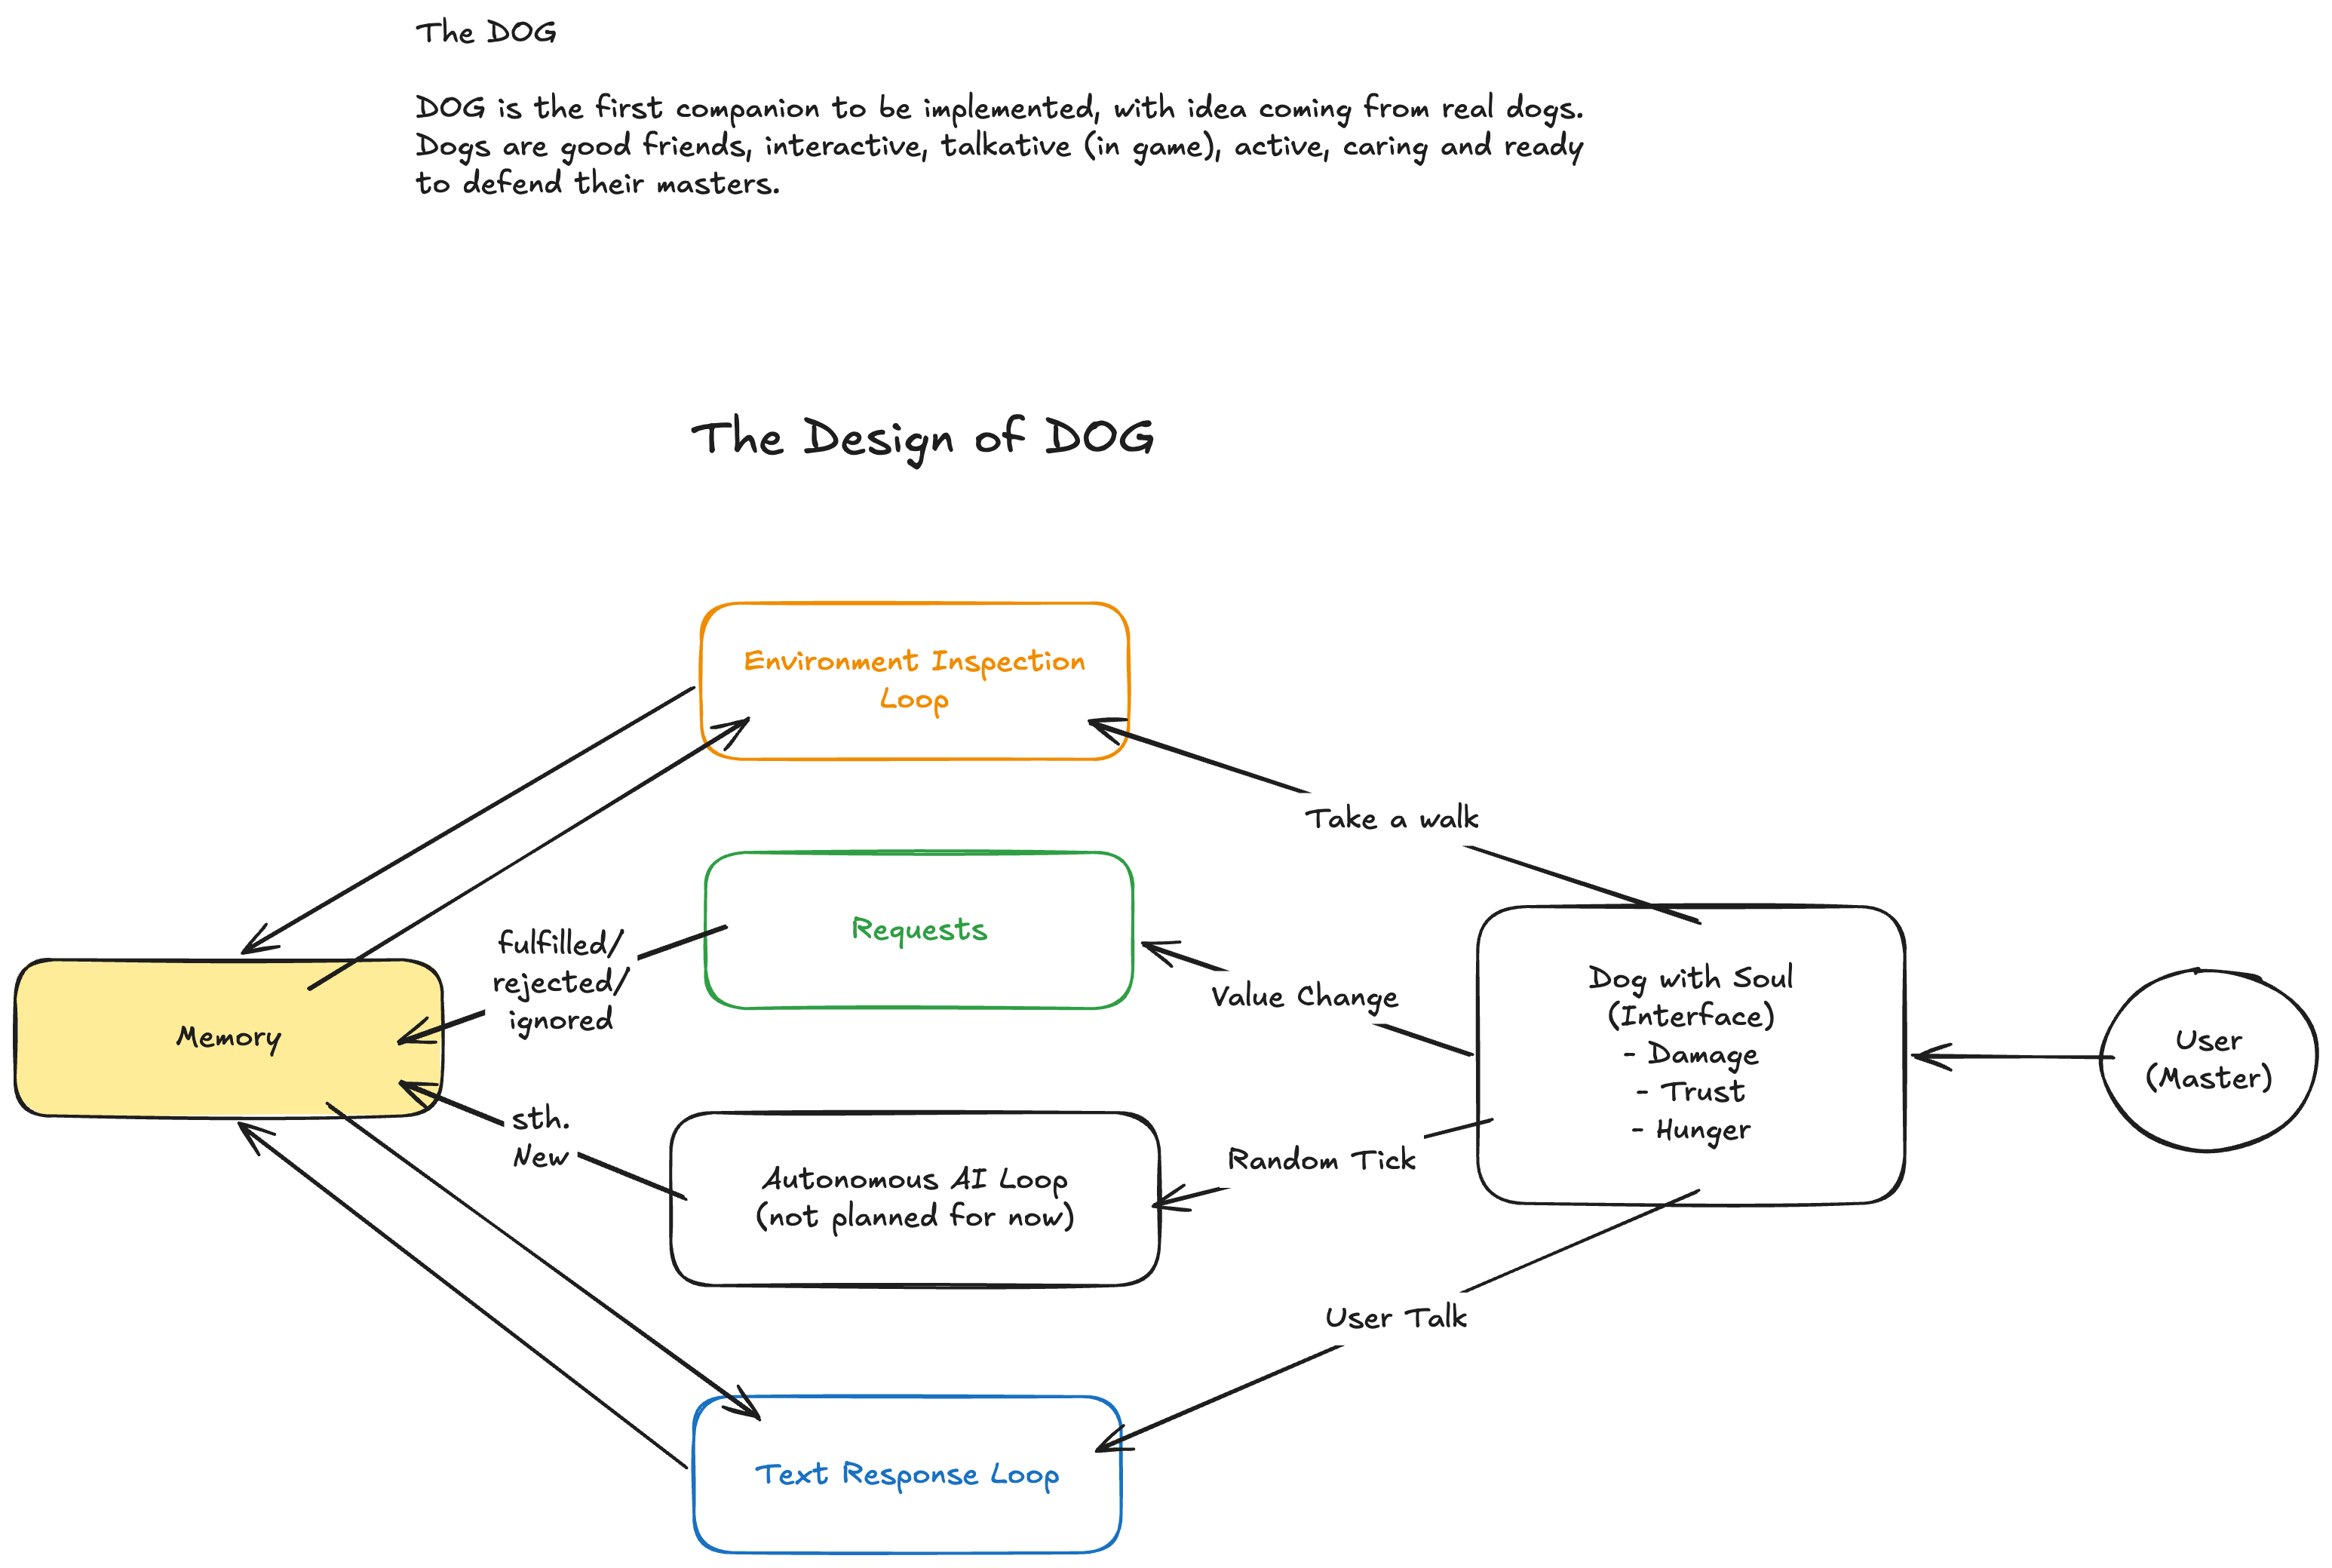 The DOG
DOG is the first companion to be implemented, with idea coming from real dogs.
Dogs are good friends, interactive, talkative (in game), active, caring and ready
to defend their masters.
The Design of DOG
Environment Inspection
Loop
Take a walk
Requests
fulfilled/
rejected/
ignored
Value Change
Memory
Dog with Soul
(Interface)
- Damage
- Trust
- Hunger
User
(Master)
sth.
New
Autonomous AI Loop
(not planned for now)
Random Tick
User Talk
Text Response Loop